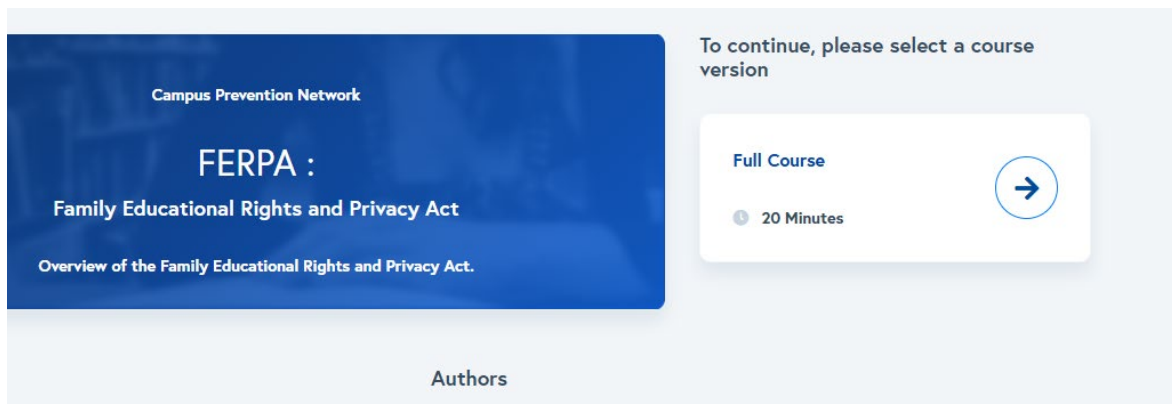 Campus Prevention Network
FERPA :
Family Educational Rights and Privacy Act
Overview of the Family Educational Rights and Privacy Act.
To continue, please select a course
version
Full Course
20 Minutes
Authors